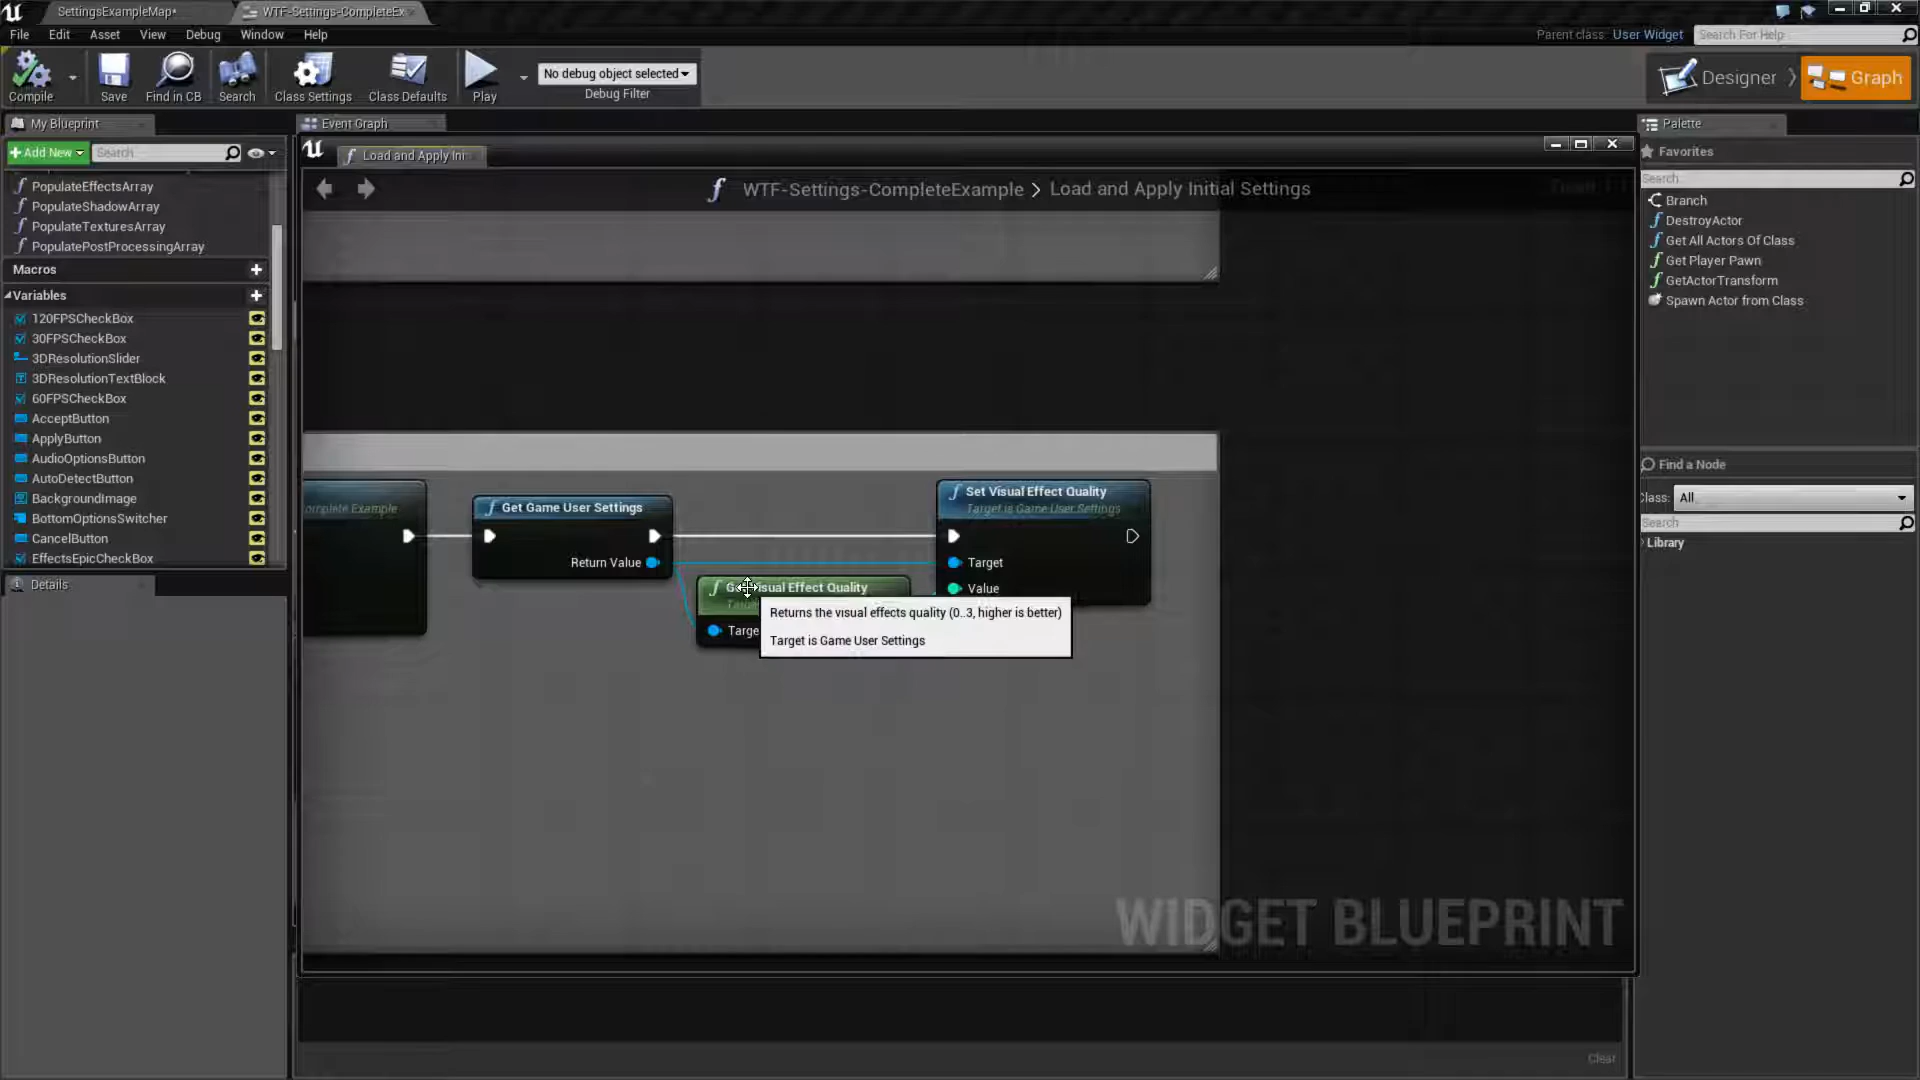 SettingsExampleMap*
WTF-Settings-CompleteEx
File Edit Asset View Debug Window Help
Parent class: User Widget
Search For Help
Compile
Save
Find in CB
Search
Class Settings
Class Defaults
Play
No debug object selected
Debug Filter
Designer
Graph
My Blueprint
Add New
Search
PopulateEffectsArray
PopulateShadowArray
PopulateTexturesArray
PopulatePostProcessingArray
Macros
Variables
120FPSCheckBox
30FPSCheckBox
3DResolutionSlider
3DResolutionTextBlock
60FPSCheckBox
AcceptButton
ApplyButton
AudioOptionsButton
AutoDetectButton
BackgroundImage
BottomOptionsSwitcher
CancelButton
EffectsEpicCheckBox
Details
Event Graph
Load and Apply Ini
WTF-Settings-CompleteExample > Load and Apply Initial Settings
omplete Example
Get Game User Settings
Return Value
Set Visual Effect Quality
Target is Game User Settings
Target
Value
Visual Effect Quality
Targe
Returns the visual effects quality (0..3, higher is better)
Target is Game User Settings
WIDGET BLUEPRINT
Clear
Palette
Favorites
Search
Branch
DestroyActor
Get All Actors Of Class
Get Player Pawn
GetActorTransform
Spawn Actor from Class
Find a Node
Class: All
Search
Library